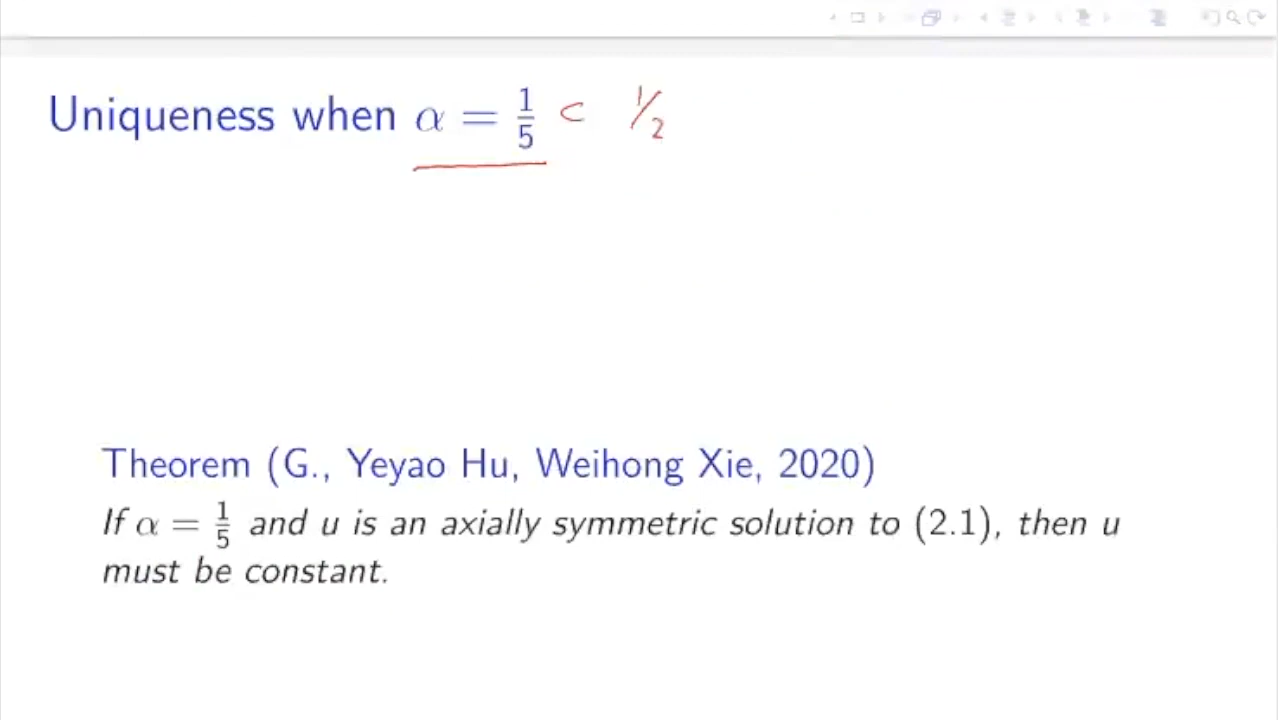 Uniqueness when α = 1/5 < 1/2
Theorem (G., Yeyao Hu, Weihong Xie, 2020)
If α = 1/5 and u is an axially symmetric solution to (2.1), then u
must be constant.